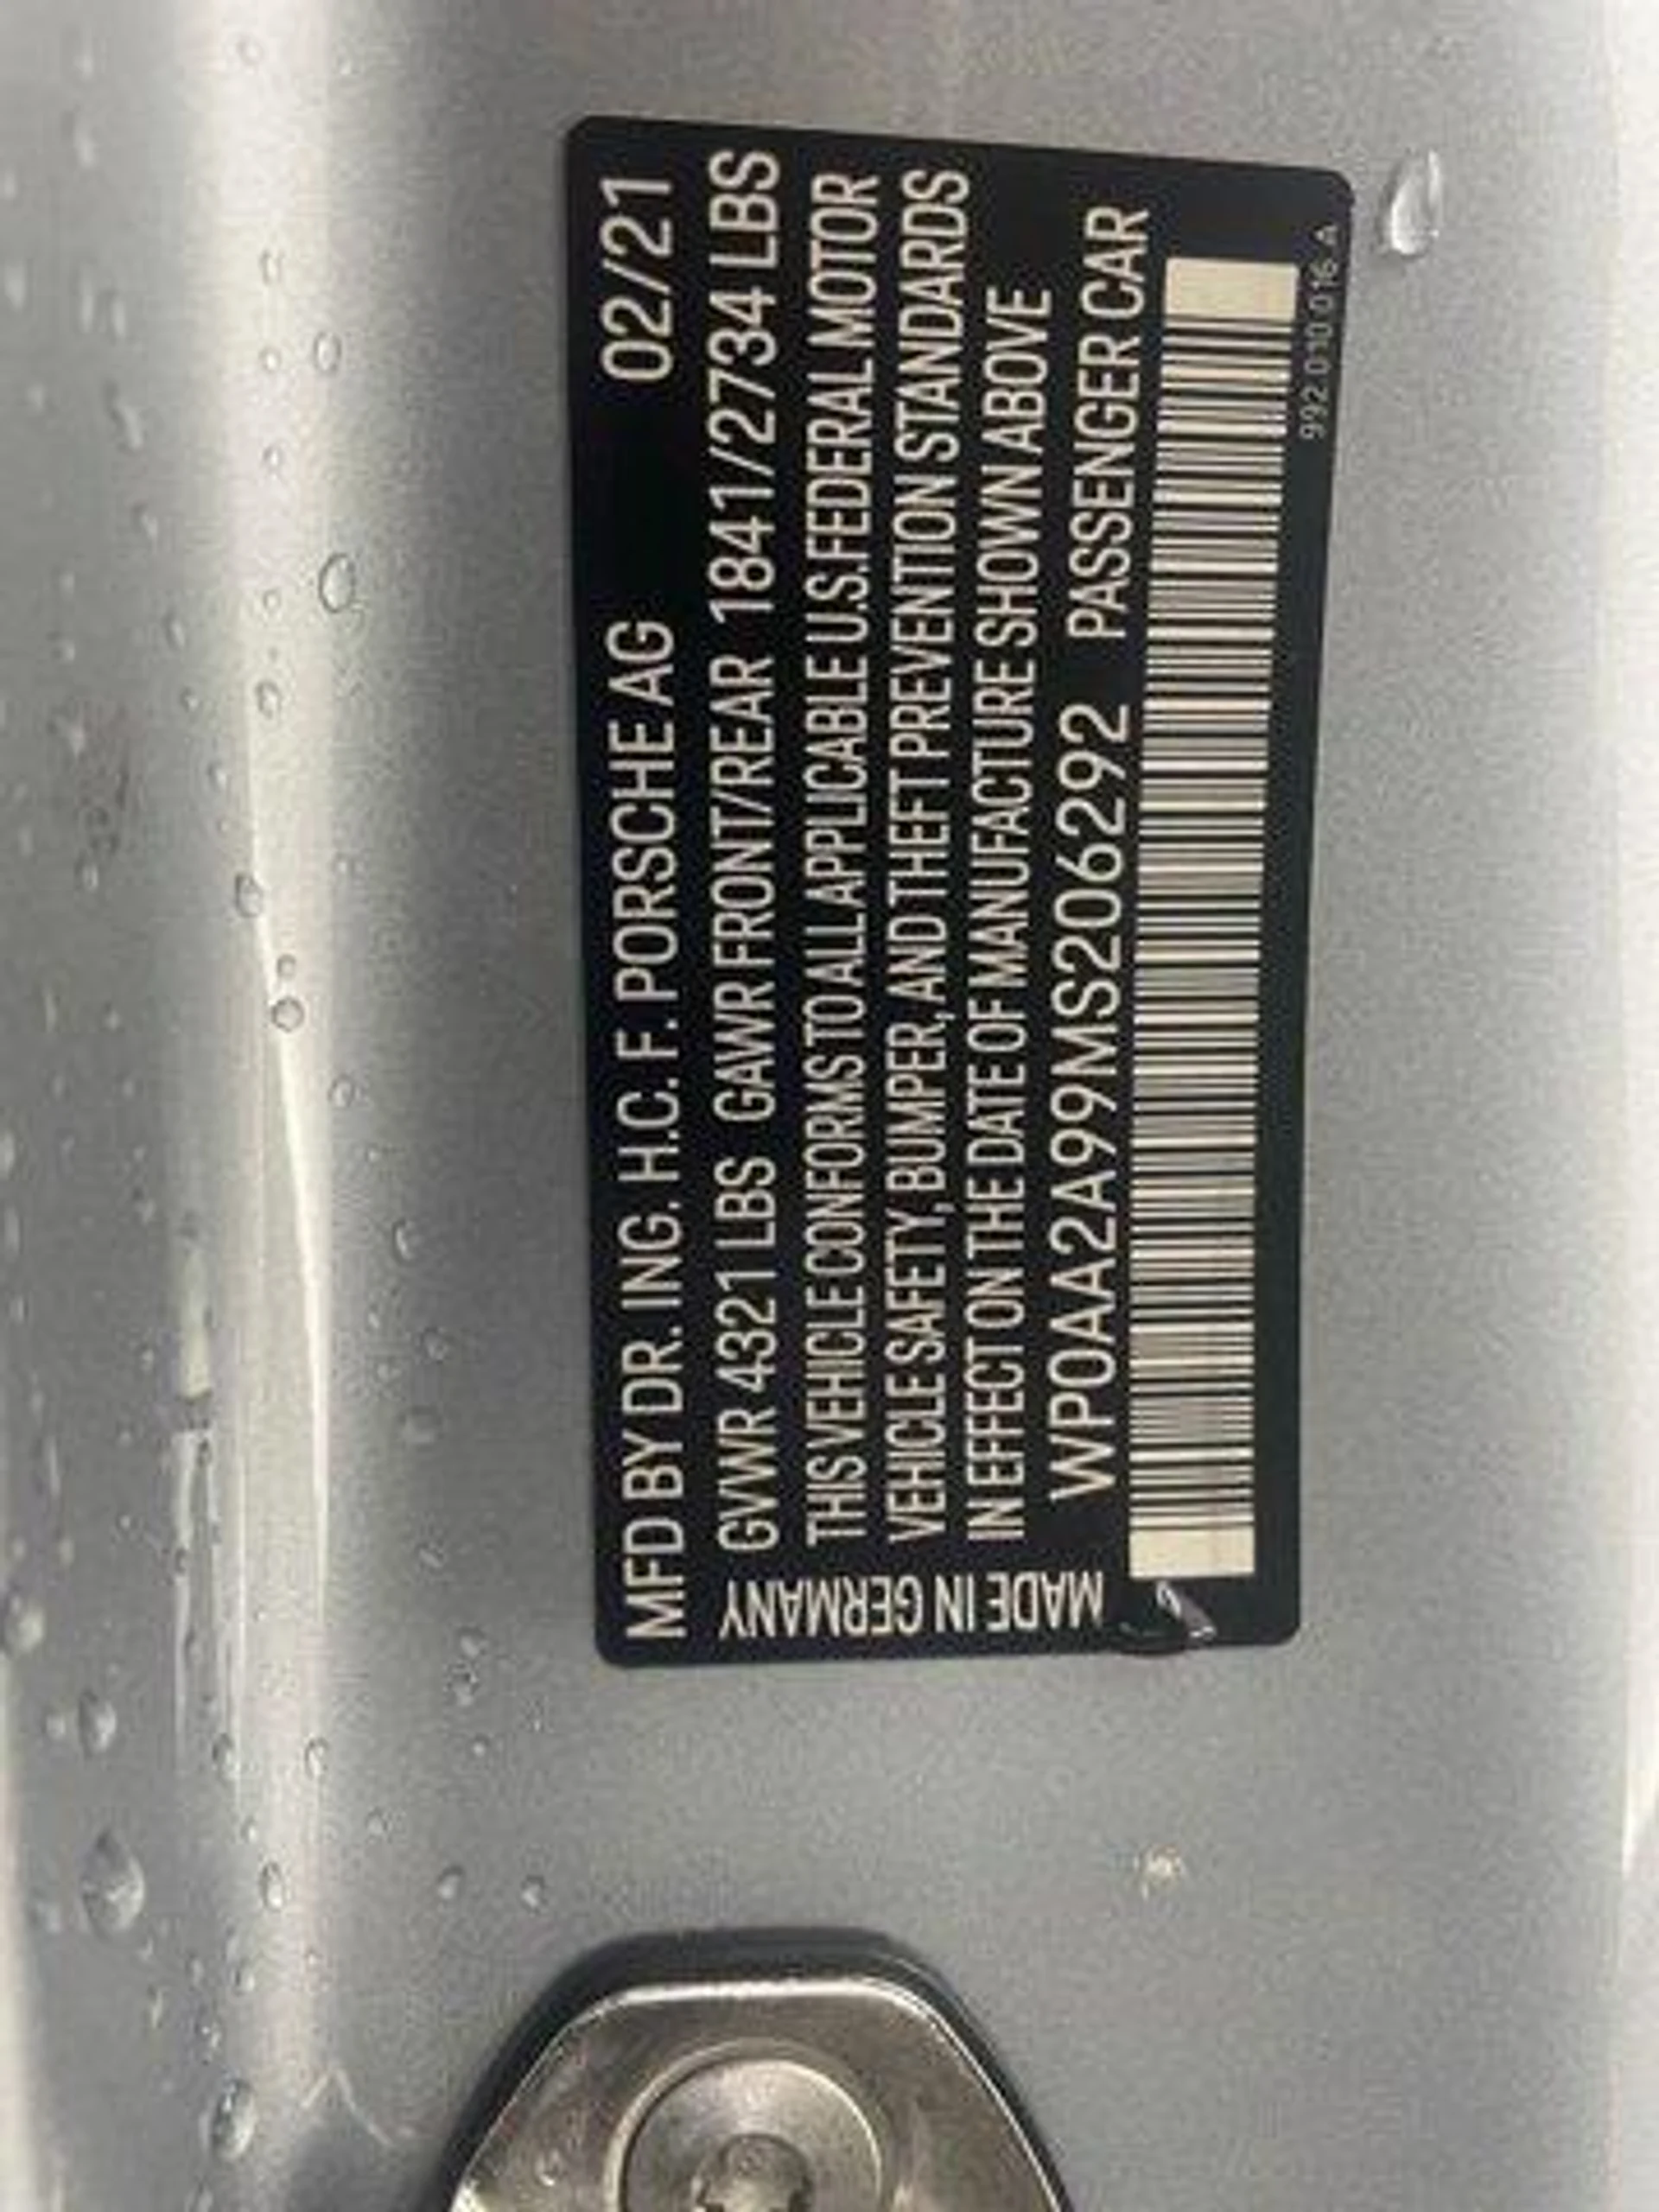 MFD BY DR. ING. H.C. F. PORSCHE AG 02/21
GVWR 4321 LBS GAWR FRONT/REAR 1841/2734 LBS
THIS VEHICLE CONFORMS TO ALL APPLICABLE U.S. FEDERAL MOTOR
VEHICLE SAFETY, BUMPER, AND THEFT PREVENTION STANDARDS
IN EFFECT ON THE DATE OF MANUFACTURE SHOWN ABOVE
WP0AA2A99MS206292 PASSENGER CAR
MADE IN GERMANY
992 010 016 A